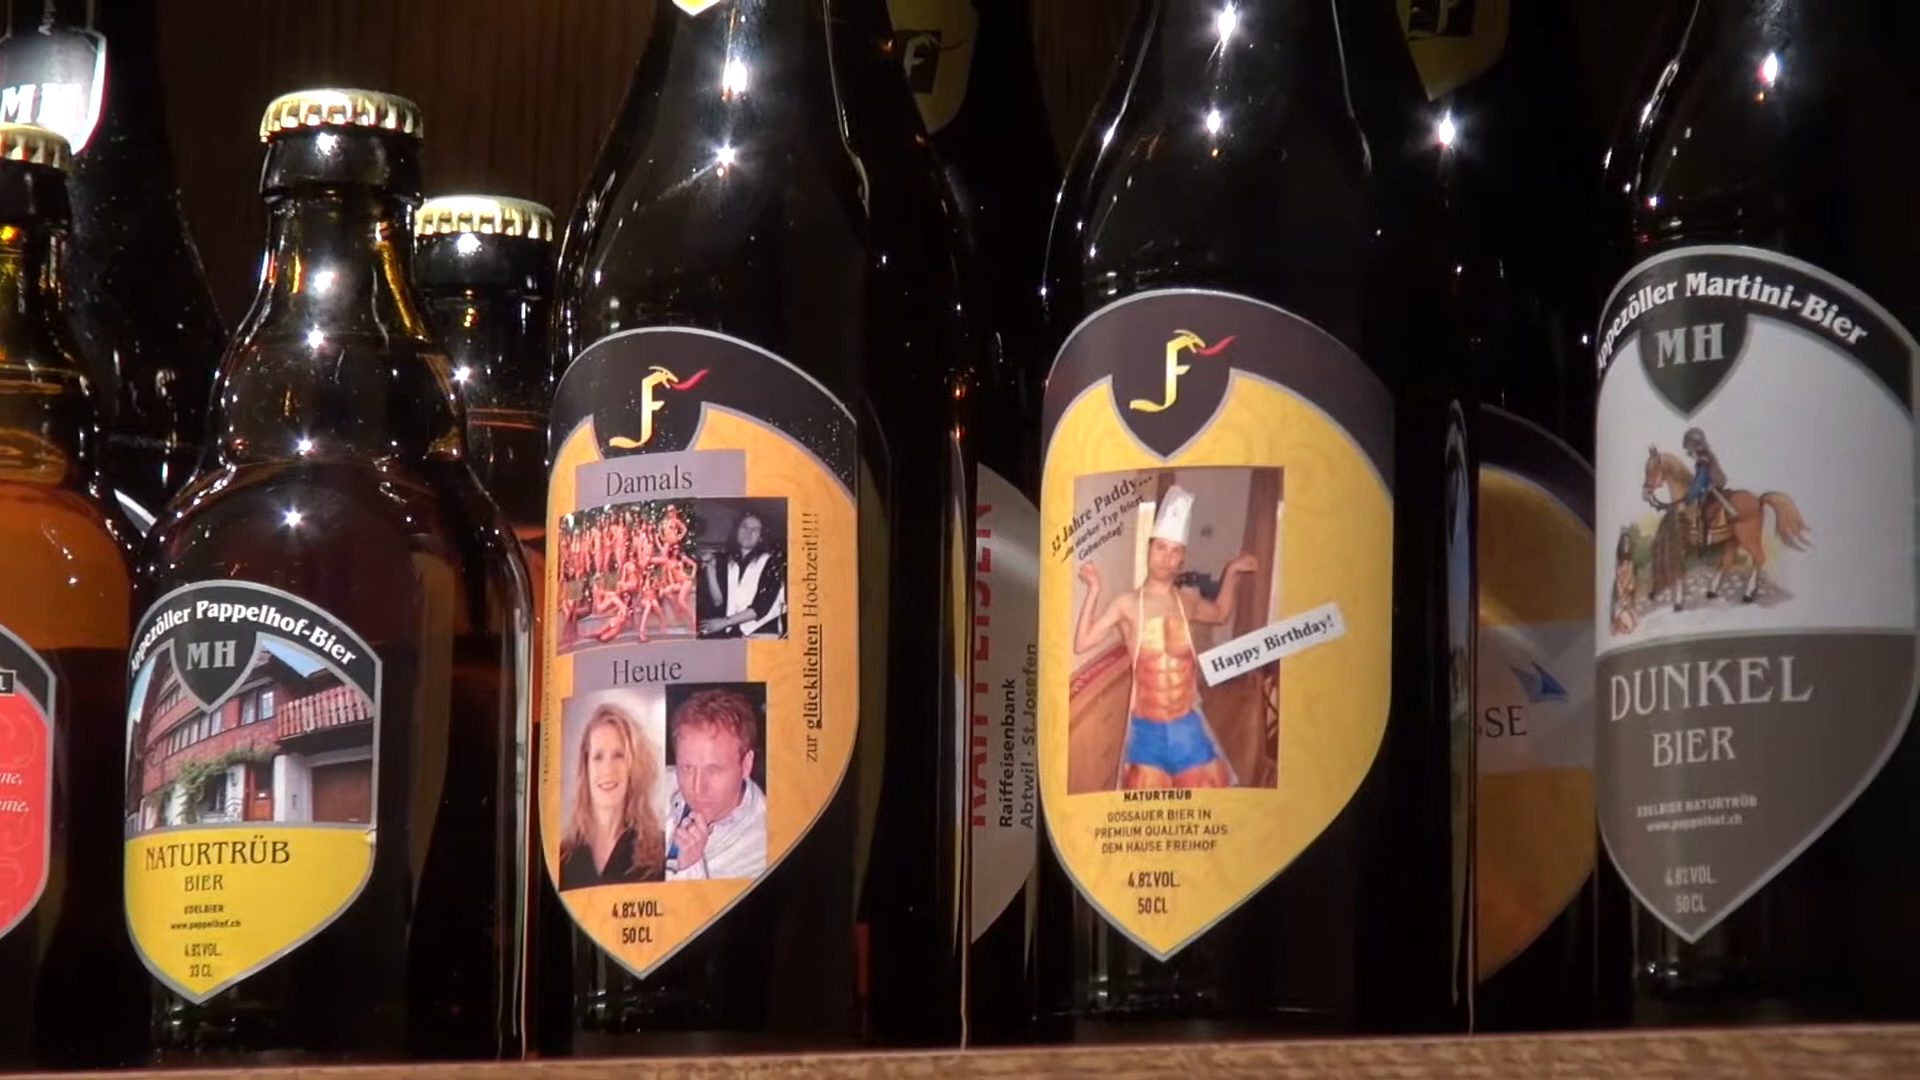 MM
Appezöller Pappelhof-Bier
MH
NATURTRÜB
BIER
EDELBIER
www.pappelhof.ch
4.8% VOL.
33 CL
F
Damals
Heute
zur glücklichen Hochzeit!!!!
4.8% VOL.
50 CL
Raiffeisenbank
Abtwil - St. Josefen
F
32 Jahre Paddy...
Geburtstag!
Happy Birthday!
NATURTRÜB
GOSSAUER BIER IN
PREMIUM QUALITÄT AUS
DEM HAUSE FREIHOF
4.8% VOL.
50 CL
Appezöller Martini-Bier
MH
DUNKEL
BIER
EDELBIER NATURTRÜB
www.pappelhof.ch
4.8% VOL.
50 CL